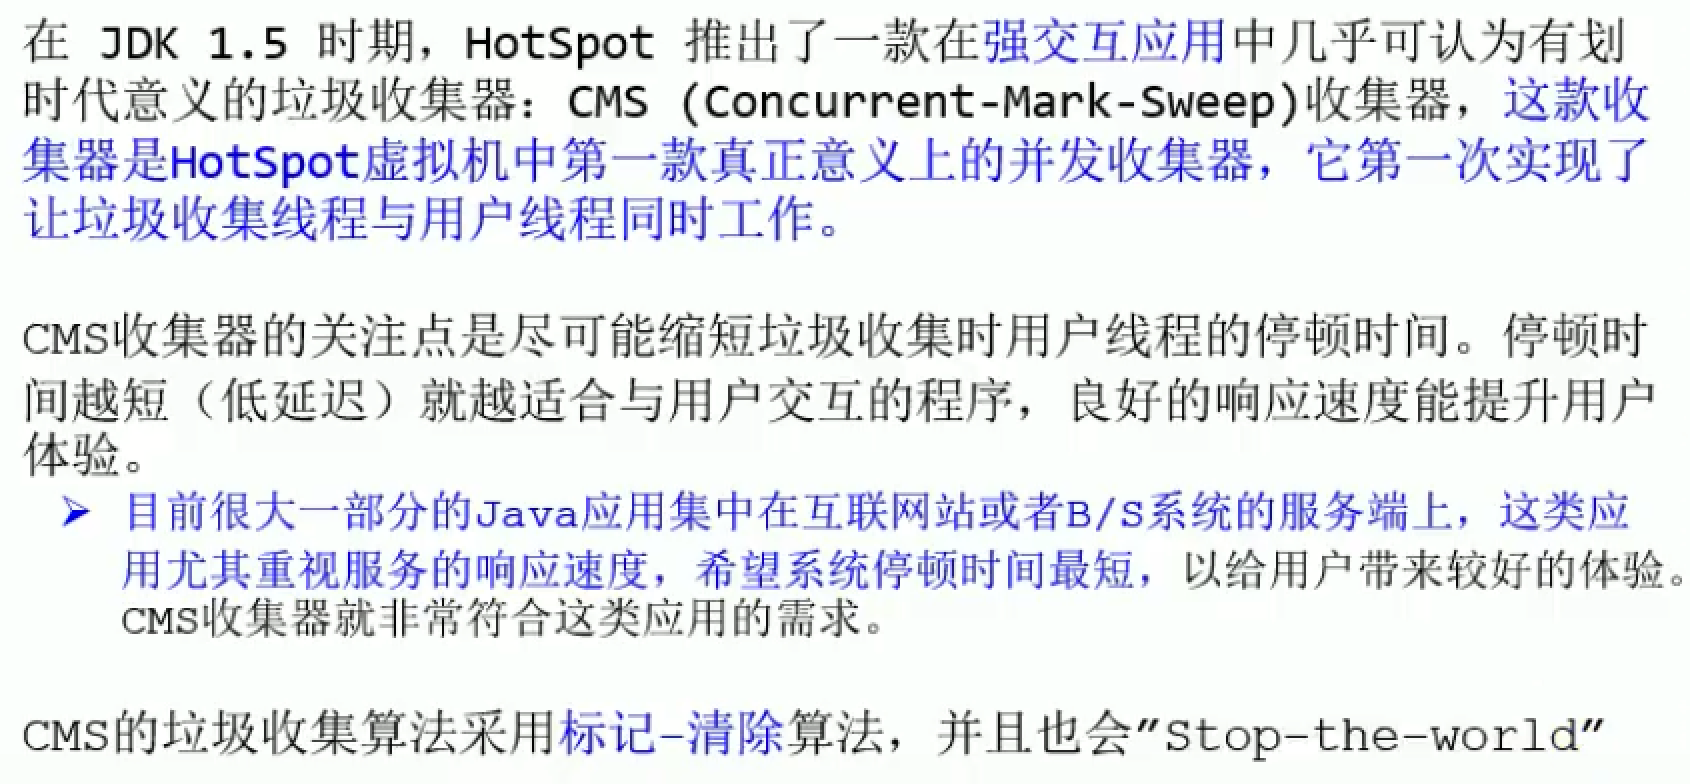 在 JDK 1.5 时期，HotSpot 推出了一款在强交互应用中几乎可认为有划
时代意义的垃圾收集器：CMS (Concurrent-Mark-Sweep)收集器，这款收
集器是HotSpot虚拟机中第一款真正意义上的并发收集器，它第一次实现了
让垃圾收集线程与用户线程同时工作。
CMS收集器的关注点是尽可能缩短垃圾收集时用户线程的停顿时间。停顿时
间越短（低延迟）就越适合与用户交互的程序，良好的响应速度能提升用户
体验。
➢ 目前很大一部分的Java应用集中在互联网站或者B/S系统的服务端上，这类应
用尤其重视服务的响应速度，希望系统停顿时间最短，以给用户带来较好的体验。
CMS收集器就非常符合这类应用的需求。
CMS的垃圾收集算法采用标记-清除算法，并且也会"Stop-the-world"